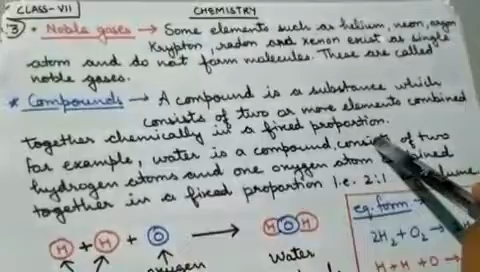 CLASS-VII
CHEMISTRY
3 * Noble gases → Some elements such as helium, neon, argon
Krypton, radon and xenon exist as single
atom and do not form molecules. These are called
noble gases.
* Compounds → A compound is a substance which
consists of two or more elements combined
together chemically in a fixed proportion.
For example, water is a compound, consists of two
hydrogen atoms and one oxygen atom
together in a fixed proportion i.e. 2:1
H + H + O → HOH
oxygen
Water
eq. form →
2H₂ + O₂ → 2
H + H + O →